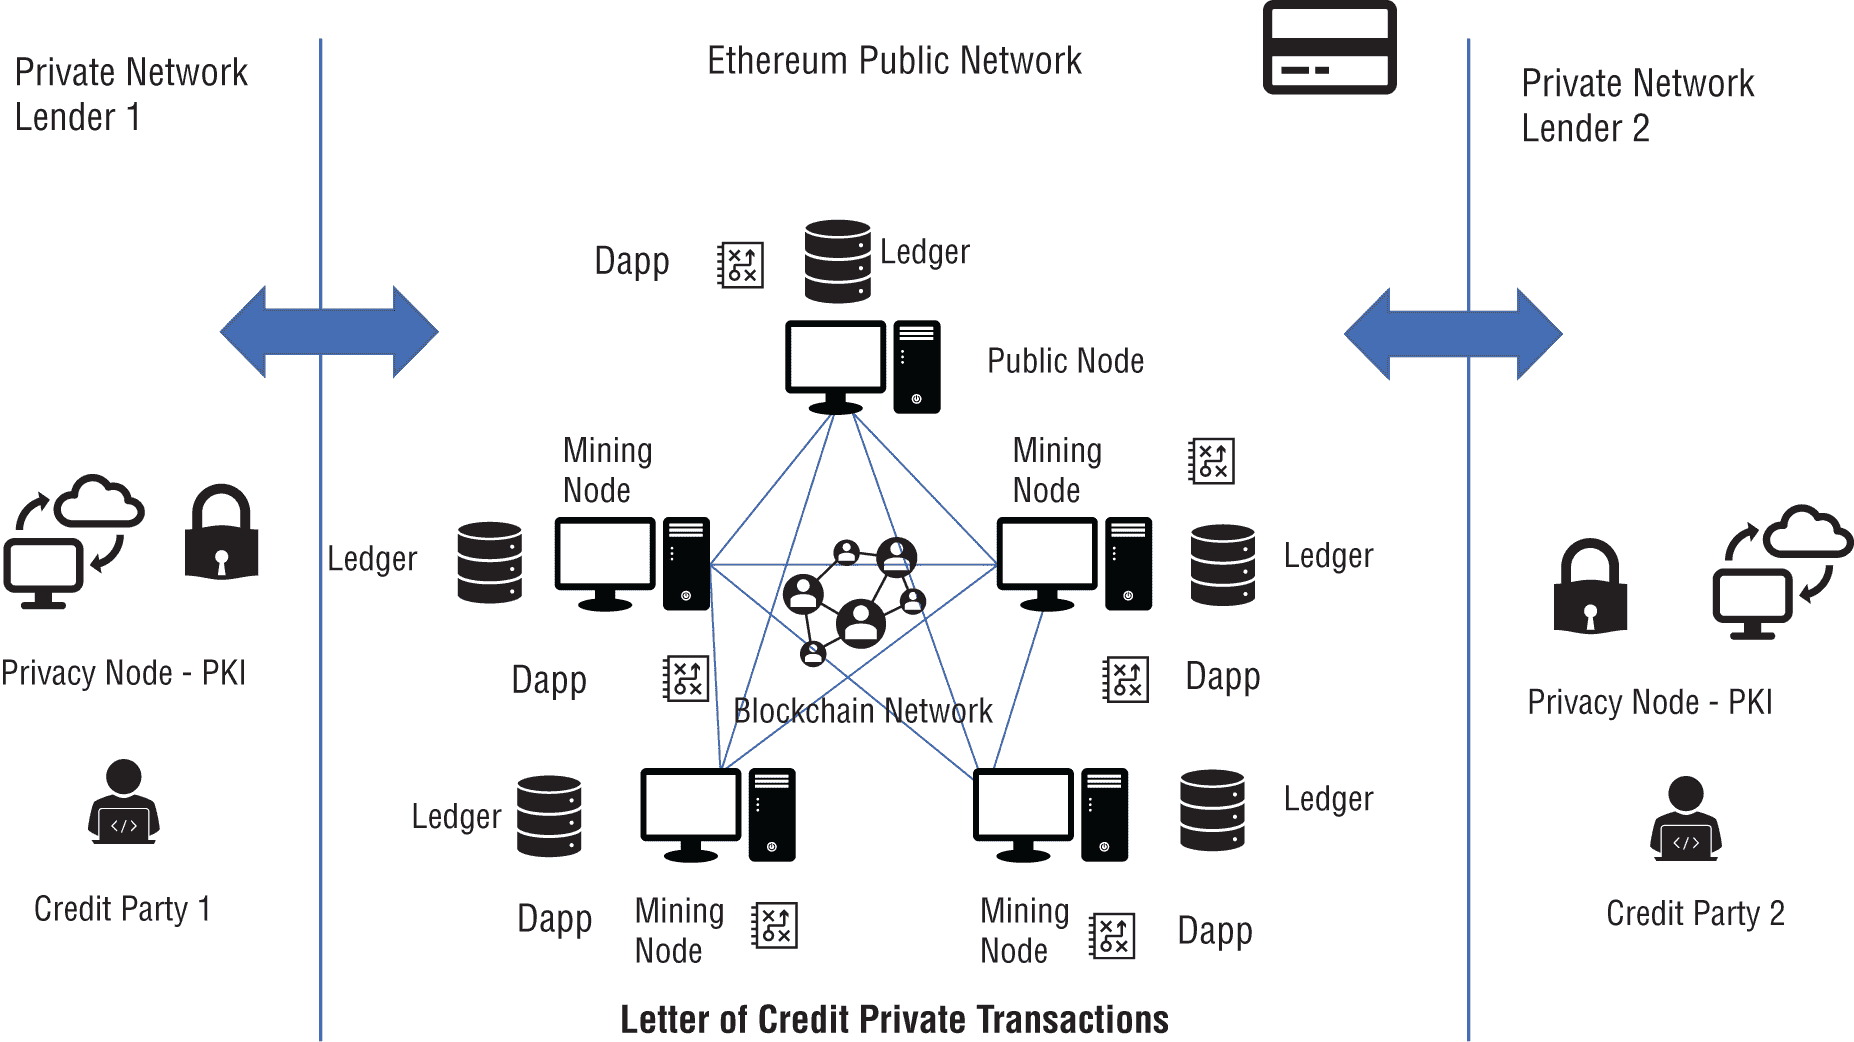 Ethereum Public Network
Private Network
Lender 1
Private Network
Lender 2
Dapp
Ledger
Public Node
Mining
Node
Mining
Node
Ledger
Ledger
Privacy Node - PKI
Dapp
Dapp
Blockchain Network
Privacy Node - PKI
Ledger
Ledger
</>
</>
Credit Party 1
Dapp
Mining
Node
Mining
Node
Dapp
Credit Party 2
Letter of Credit Private Transactions